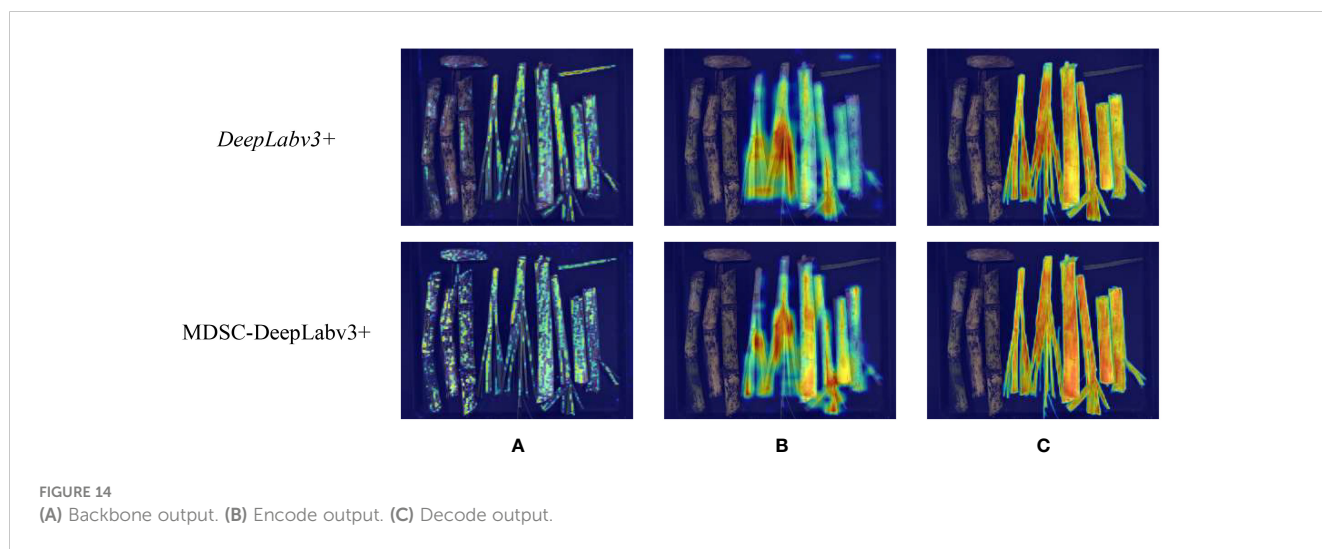 DeepLabv3+
MDSC-DeepLabv3+
A
B
C
FIGURE 14
(A) Backbone output. (B) Encode output. (C) Decode output.